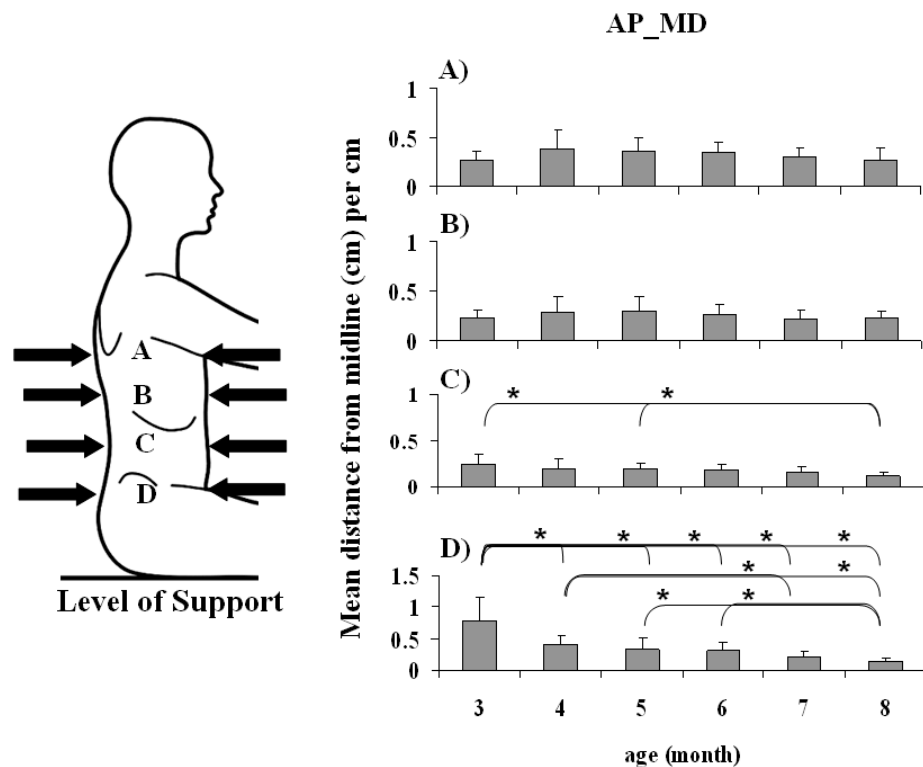 AP_MD
A)
1
0.5
0
B)
1
0.5
0
C)
1
0.5
0
* *
D)
1.5
1
0.5
0
* * * * *
* *
* *
3 4 5 6 7 8
age (month)
Mean distance from midline (cm) per cm
A
B
C
D
Level of Support